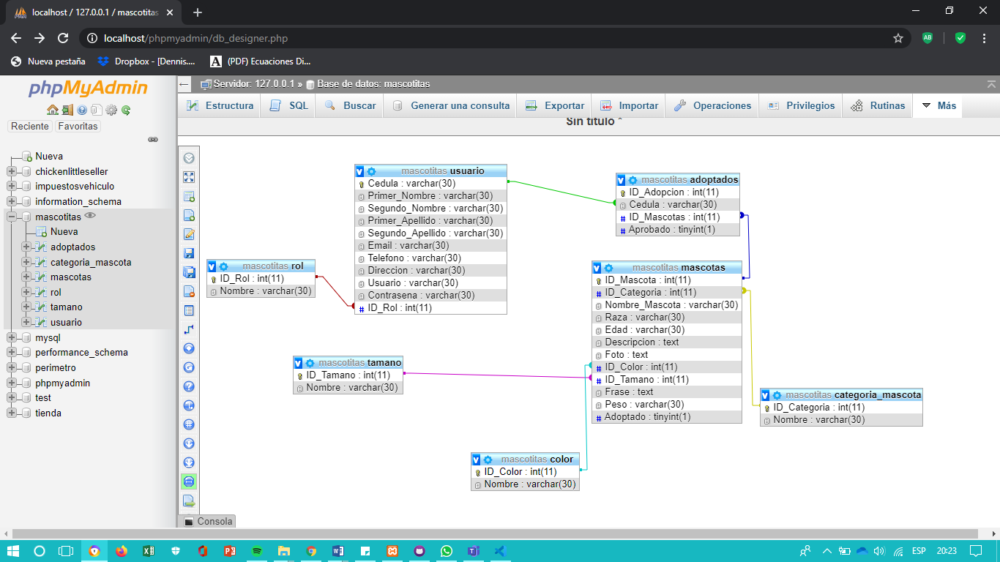 localhost / 127.0.0.1 / mascotitas
localhost/phpmyadmin/db_designer.php
AB
Nueva pestaña
Dropbox - [Dennis....
A
(PDF) Ecuaciones Di...
phpMyAdmin
Reciente
Favoritas
Nueva
chickenlittleseller
impuestosvehiculo
information_schema
mascotitas
Nueva
adoptados
categoria_mascota
mascotas
rol
tamano
usuario
mysql
performance_schema
perimetro
phpmyadmin
test
tienda
Servidor: 127.0.0.1 » Base de datos: mascotitas
Estructura
SQL
Buscar
Generar una consulta
Exportar
Importar
Operaciones
Privilegios
Rutinas
Más
Sin título *
mascotitas usuario
Cedula : varchar(30)
Primer_Nombre : varchar(30)
Segundo_Nombre : varchar(30)
Primer_Apellido : varchar(30)
Segundo_Apellido : varchar(30)
Email : varchar(30)
Telefono : varchar(30)
Direccion : varchar(30)
Usuario : varchar(30)
Contrasena : varchar(30)
ID_Rol : int(11)
mascotitas adoptados
ID_Adopcion : int(11)
Cedula : varchar(30)
ID_Mascotas : int(11)
Aprobado : tinyint(1)
mascotitas rol
ID_Rol : int(11)
Nombre : varchar(30)
mascotitas mascotas
ID_Mascota : int(11)
ID_Categoria : int(11)
Nombre_Mascota : varchar(30)
Raza : varchar(30)
Edad : varchar(30)
Descripcion : text
Foto : text
ID_Color : int(11)
ID_Tamano : int(11)
Frase : text
Peso : varchar(30)
Adoptado : tinyint(1)
mascotitas tamano
ID_Tamano : int(11)
Nombre : varchar(30)
mascotitas categoria_mascota
ID_Categoria : int(11)
Nombre : varchar(30)
mascotitas color
ID_Color : int(11)
Nombre : varchar(30)
Consola
ESP
20:23